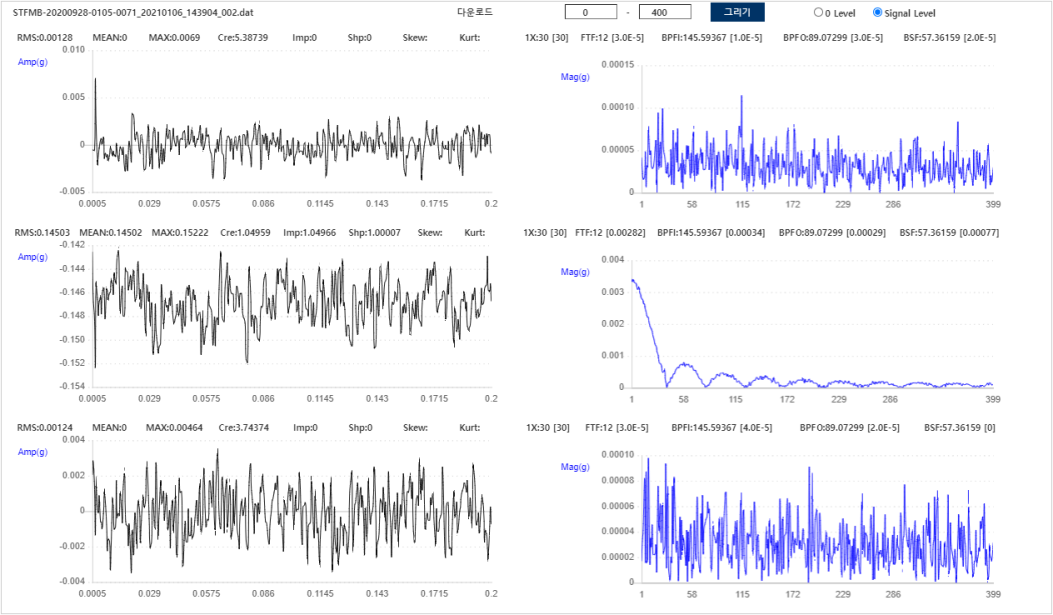 STFMB-20200928-0105-0071_20210106_143904_002.dat 다운로드 0 - 400 그리기 0 Level Signal Level
RMS:0.00128 MEAN:0 MAX:0.0069 Cre:5.38739 Imp:0 Shp:0 Skew: Kurt:
Amp(g)
0.010
0.005
0
-0.005
0.0005 0.029 0.0575 0.086 0.1145 0.143 0.1715 0.2
1X:30 [30] FTF:12 [3.0E-5] BPFI:145.59367 [1.0E-5] BPFO:89.07299 [3.0E-5] BSF:57.36159 [2.0E-5]
Mag(g)
0.00015
0.00010
0.00005
0
1 58 115 172 229 286 399
RMS:0.14503 MEAN:0.14502 MAX:0.15222 Cre:1.04959 Imp:1.04966 Shp:1.00007 Skew: Kurt:
Amp(g)
-0.142
-0.144
-0.146
-0.148
-0.150
-0.152
-0.154
0.0005 0.029 0.0575 0.086 0.1145 0.143 0.1715 0.2
1X:30 [30] FTF:12 [0.00282] BPFI:145.59367 [0.00034] BPFO:89.07299 [0.00029] BSF:57.36159 [0.00077]
Mag(g)
0.004
0.003
0.002
0.001
0
1 58 115 172 229 286 399
RMS:0.00124 MEAN:0 MAX:0.00464 Cre:3.74374 Imp:0 Shp:0 Skew: Kurt:
Amp(g)
0.004
0.002
0
-0.002
-0.004
0.0005 0.029 0.0575 0.086 0.1145 0.143 0.1715 0.2
1X:30 [30] FTF:12 [3.0E-5] BPFI:145.59367 [4.0E-5] BPFO:89.07299 [2.0E-5] BSF:57.36159 [0]
Mag(g)
0.00010
0.00008
0.00006
0.00004
0.00002
0
1 58 115 172 229 286 399